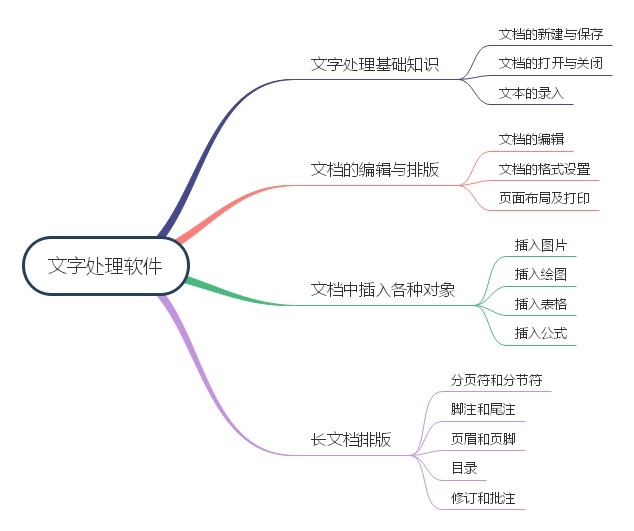 文字处理软件
文字处理基础知识
文档的新建与保存
文档的打开与关闭
文本的录入
文档的编辑与排版
文档的编辑
文档的格式设置
页面布局及打印
文档中插入各种对象
插入图片
插入绘图
插入表格
插入公式
长文档排版
分页符和分节符
脚注和尾注
页眉和页脚
目录
修订和批注